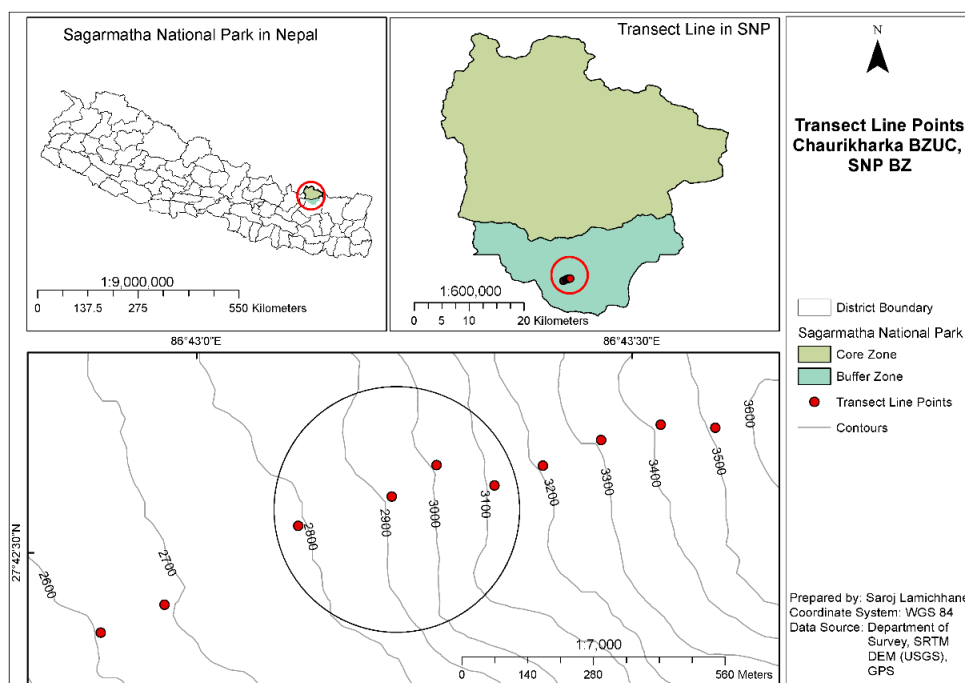 Sagarmatha National Park in Nepal
1:9,000,000
0 137.5 275 550 Kilometers
Transect Line in SNP
1:600,000
0 5 10 20 Kilometers
N
Transect Line Points
Chaurikharka BZUC,
SNP BZ
District Boundary
Sagarmatha National Park
Core Zone
Buffer Zone
Transect Line Points
Contours
Prepared by: Saroj Lamichhane
Coordinate System: WGS 84
Data Source: Department of
Survey, SRTM
DEM (USGS),
GPS
86°43'0"E
86°43'30"E
27°42'30"N
2600
2700
2800
2900
3000
3100
3200
3300
3400
3500
3600
1:7,000
0 140 280 560 Meters